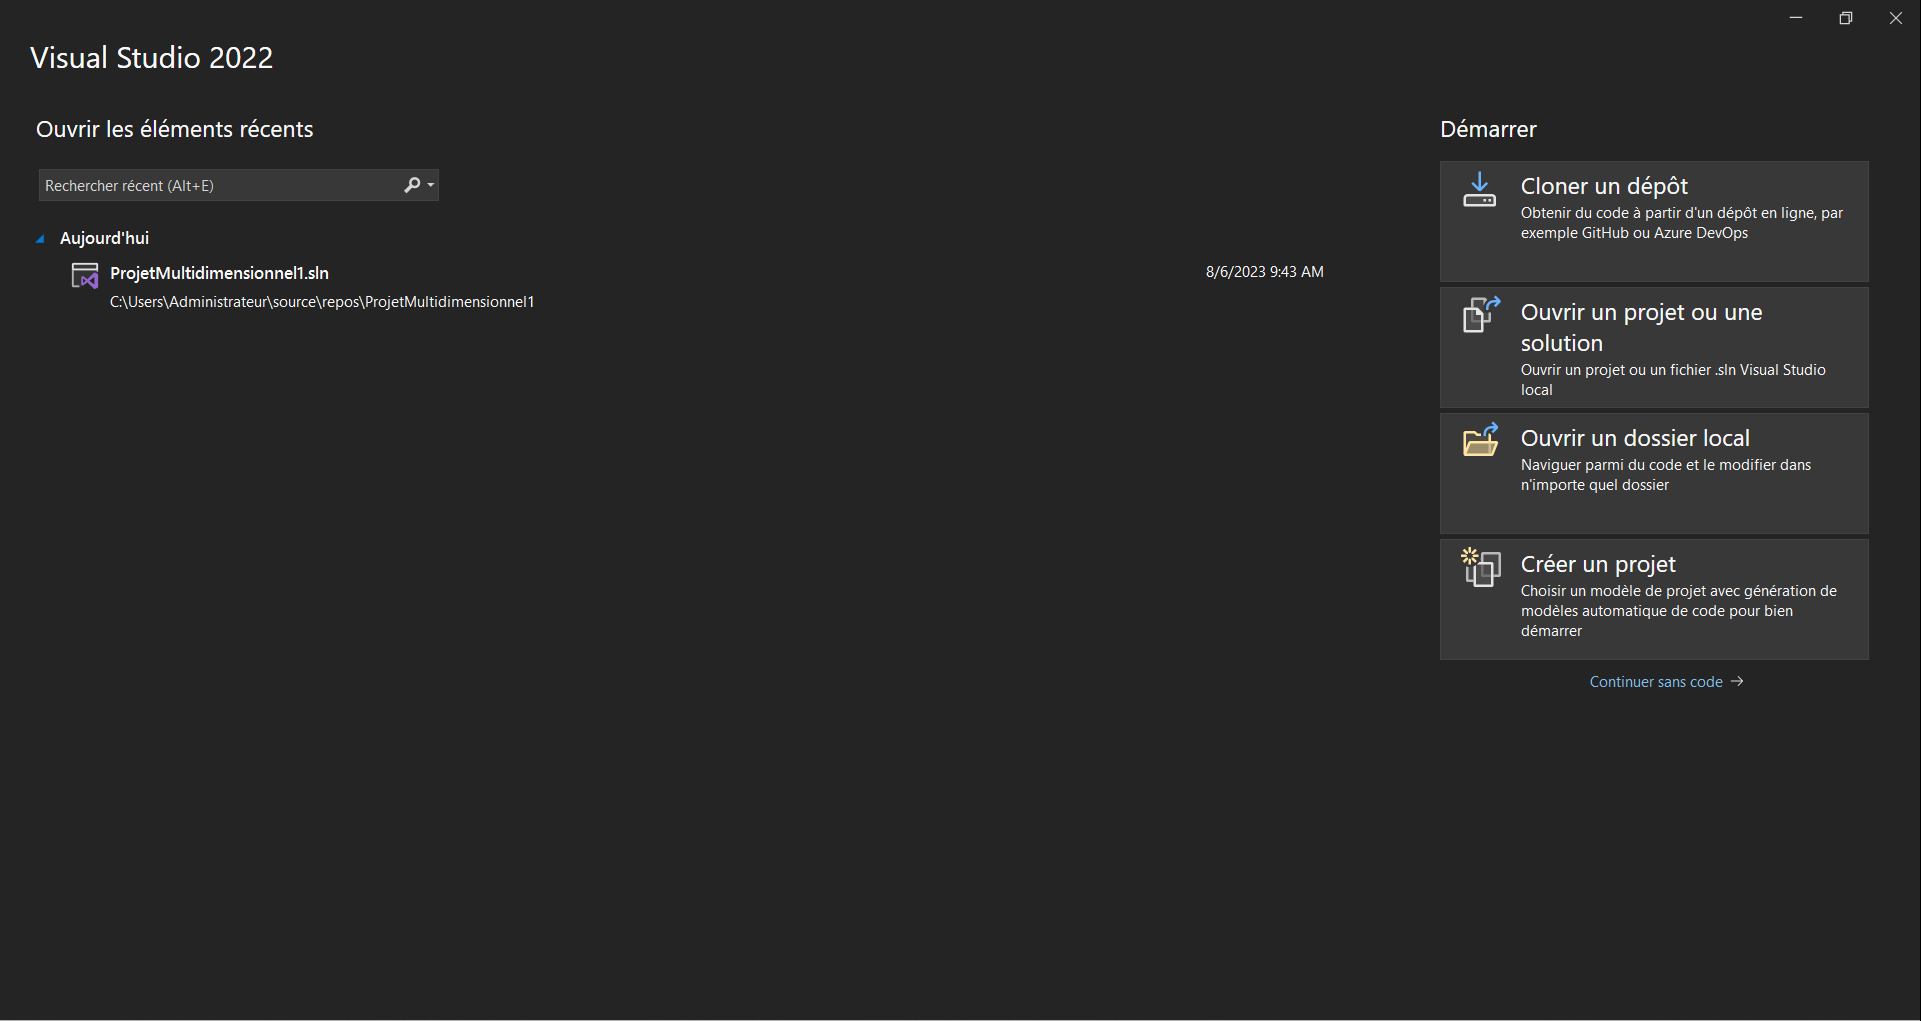 Visual Studio 2022
Ouvrir les éléments récents
Rechercher récent (Alt+E)
Aujourd'hui
ProjetMultidimensionnel1.sln
8/6/2023 9:43 AM
C:\Users\Administrateur\source\repos\ProjetMultidimensionnel1
Démarrer
Cloner un dépôt
Obtenir du code à partir d'un dépôt en ligne, par
exemple GitHub ou Azure DevOps
Ouvrir un projet ou une
solution
Ouvrir un projet ou un fichier .sln Visual Studio
local
Ouvrir un dossier local
Naviguer parmi du code et le modifier dans
n'importe quel dossier
Créer un projet
Choisir un modèle de projet avec génération de
modèles automatique de code pour bien
démarrer
Continuer sans code →